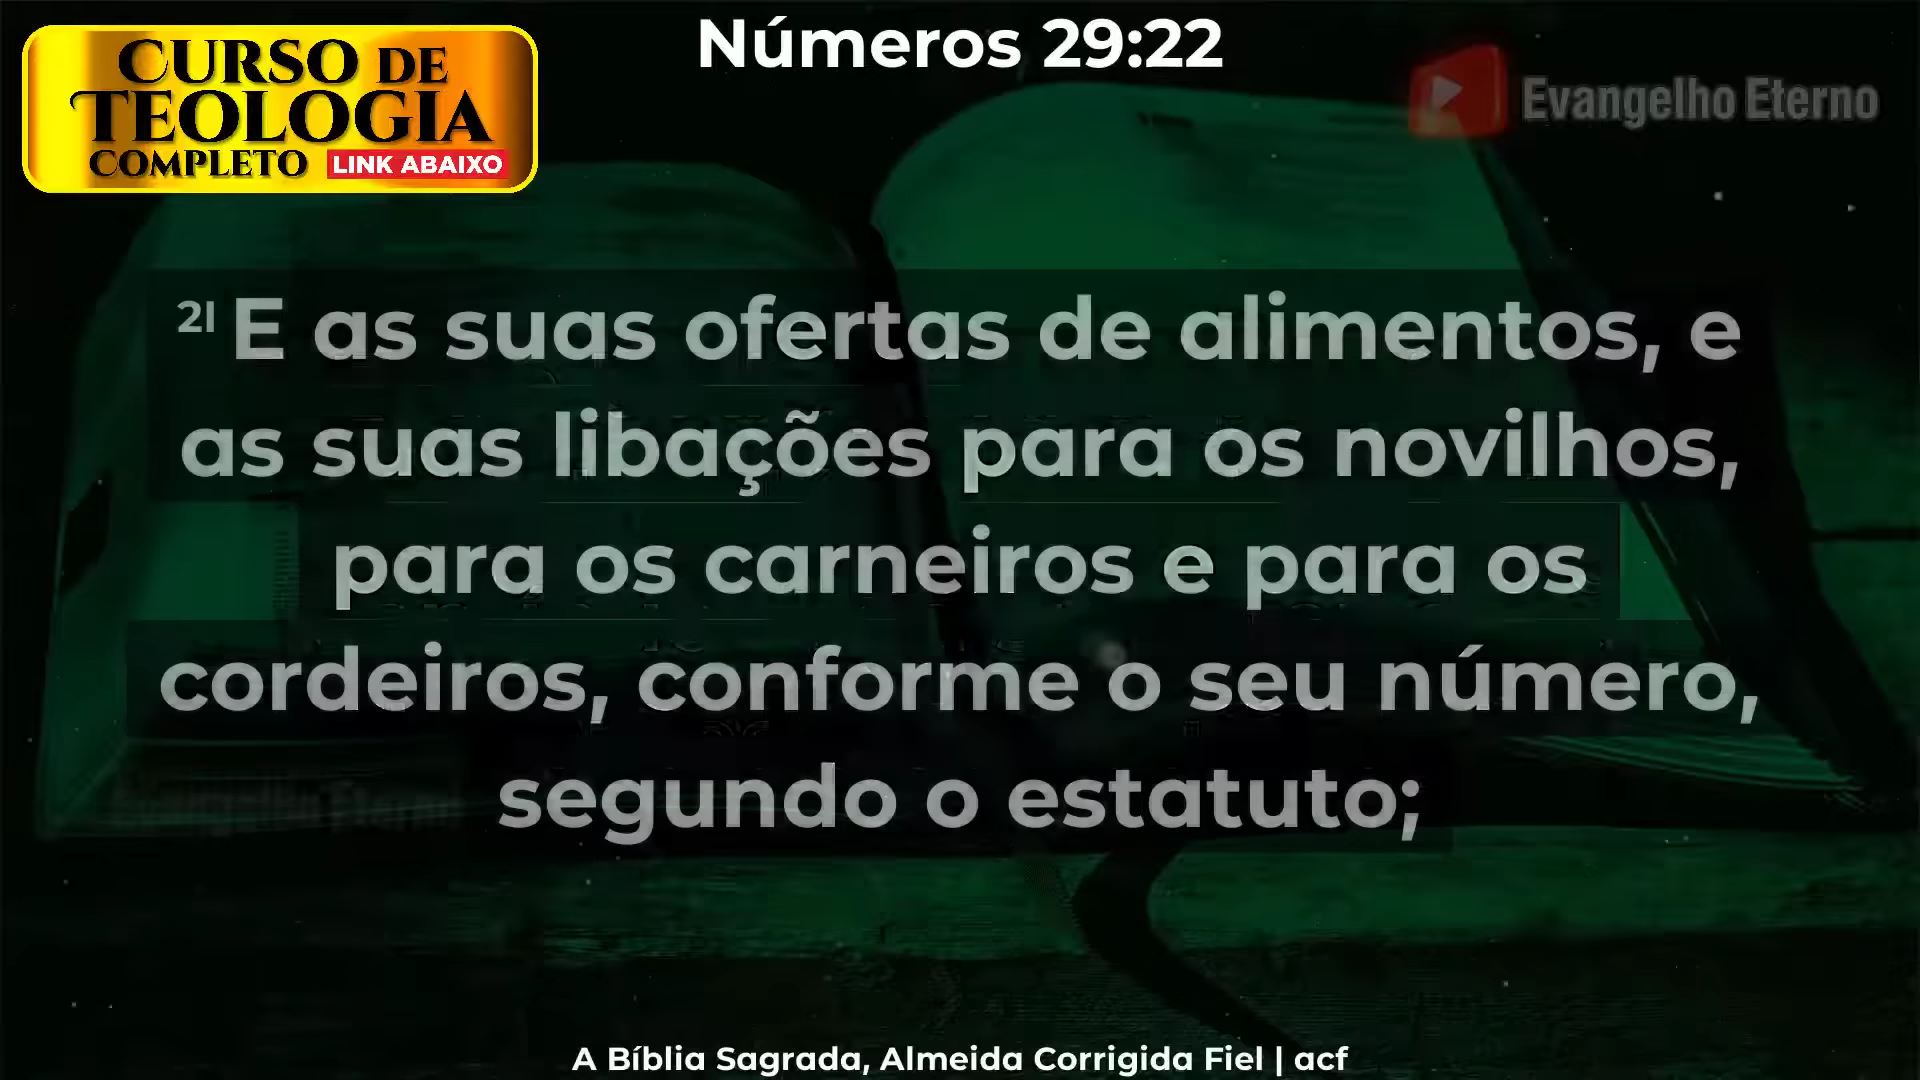 CURSO DE
TEOLOGIA
COMPLETO LINK ABAIXO
Números 29:22
Evangelho Eterno
21 E as suas ofertas de alimentos, e
as suas libações para os novilhos,
para os carneiros e para os
cordeiros, conforme o seu número,
segundo o estatuto;
Evangelho Eterno
A Bíblia Sagrada, Almeida Corrigida Fiel | acf